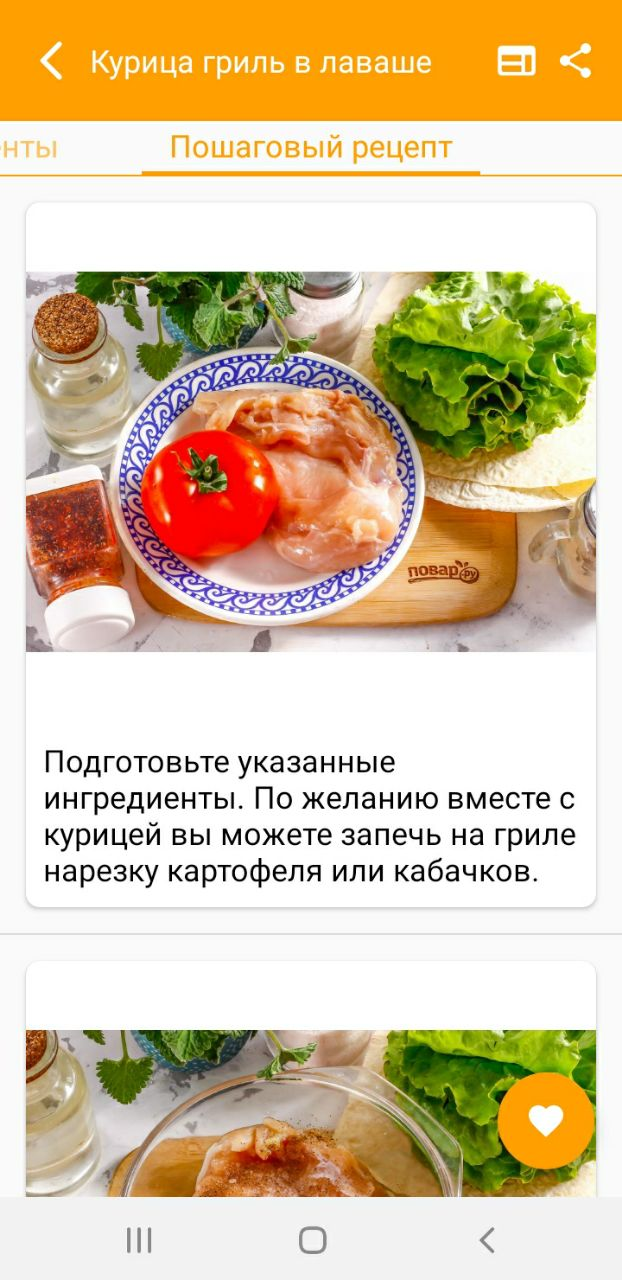 Курица гриль в лаваше
нты
Пошаговый рецепт
повар.ру
Подготовьте указанные
ингредиенты. По желанию вместе с
курицей вы можете запечь на гриле
нарезку картофеля или кабачков.